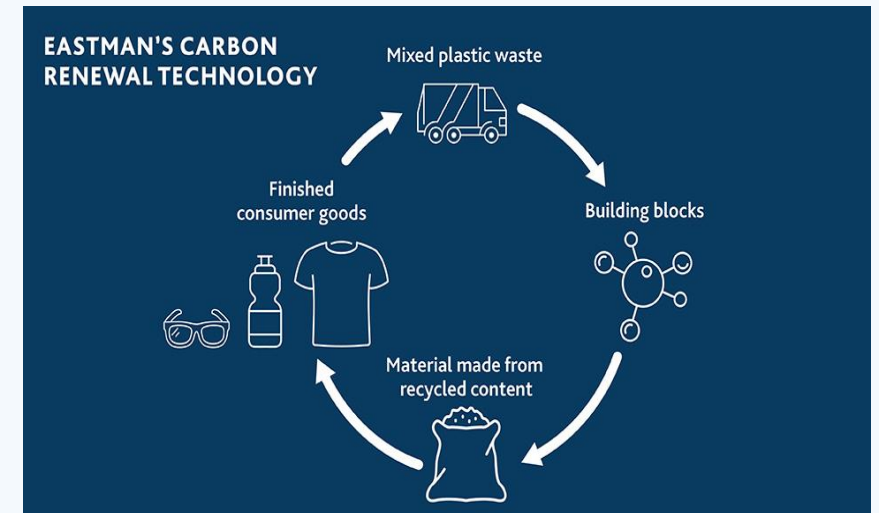 EASTMAN'S CARBON
RENEWAL TECHNOLOGY
Mixed plastic waste
Building blocks
Material made from
recycled content
Finished
consumer goods